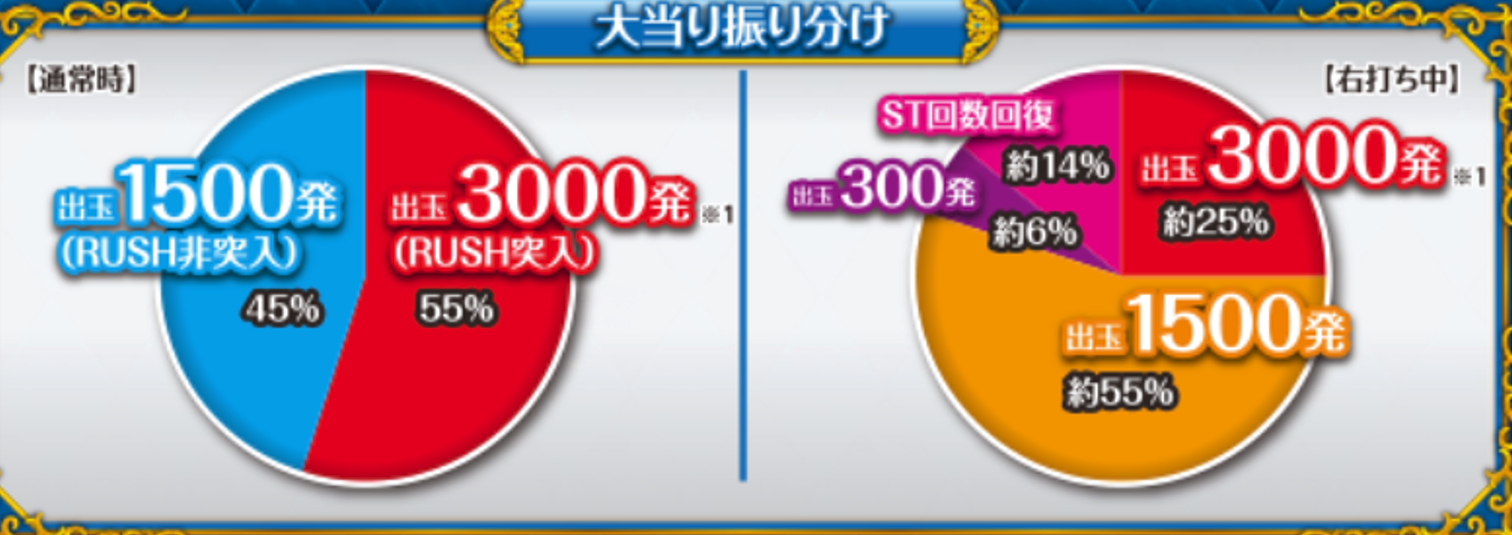 大当り振り分け
【通常時】
出玉1500発
(RUSH非突入)
45%
出玉3000発 ※1
(RUSH突入)
55%
【右打ち中】
ST回数回復
約14%
出玉300発
約6%
出玉3000発 ※1
約25%
出玉1500発
約55%